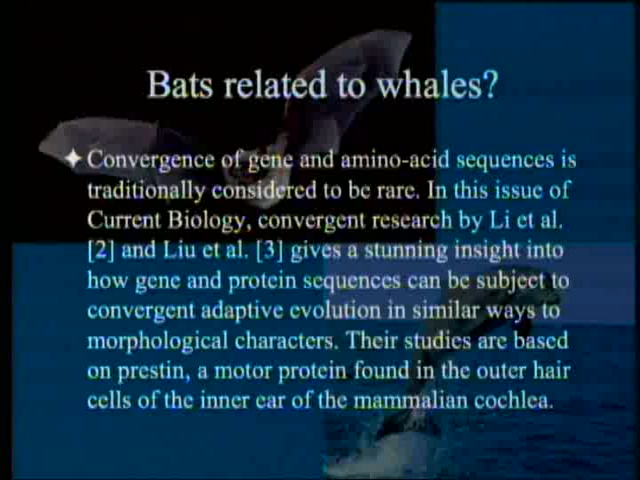 Bats related to whales?
Convergence of gene and amino-acid sequences is
traditionally considered to be rare. In this issue of
Current Biology, convergent research by Li et al.
[2] and Liu et al. [3] gives a stunning insight into
how gene and protein sequences can be subject to
convergent adaptive evolution in similar ways to
morphological characters. Their studies are based
on prestin, a motor protein found in the outer hair
cells of the inner ear of the mammalian cochlea.